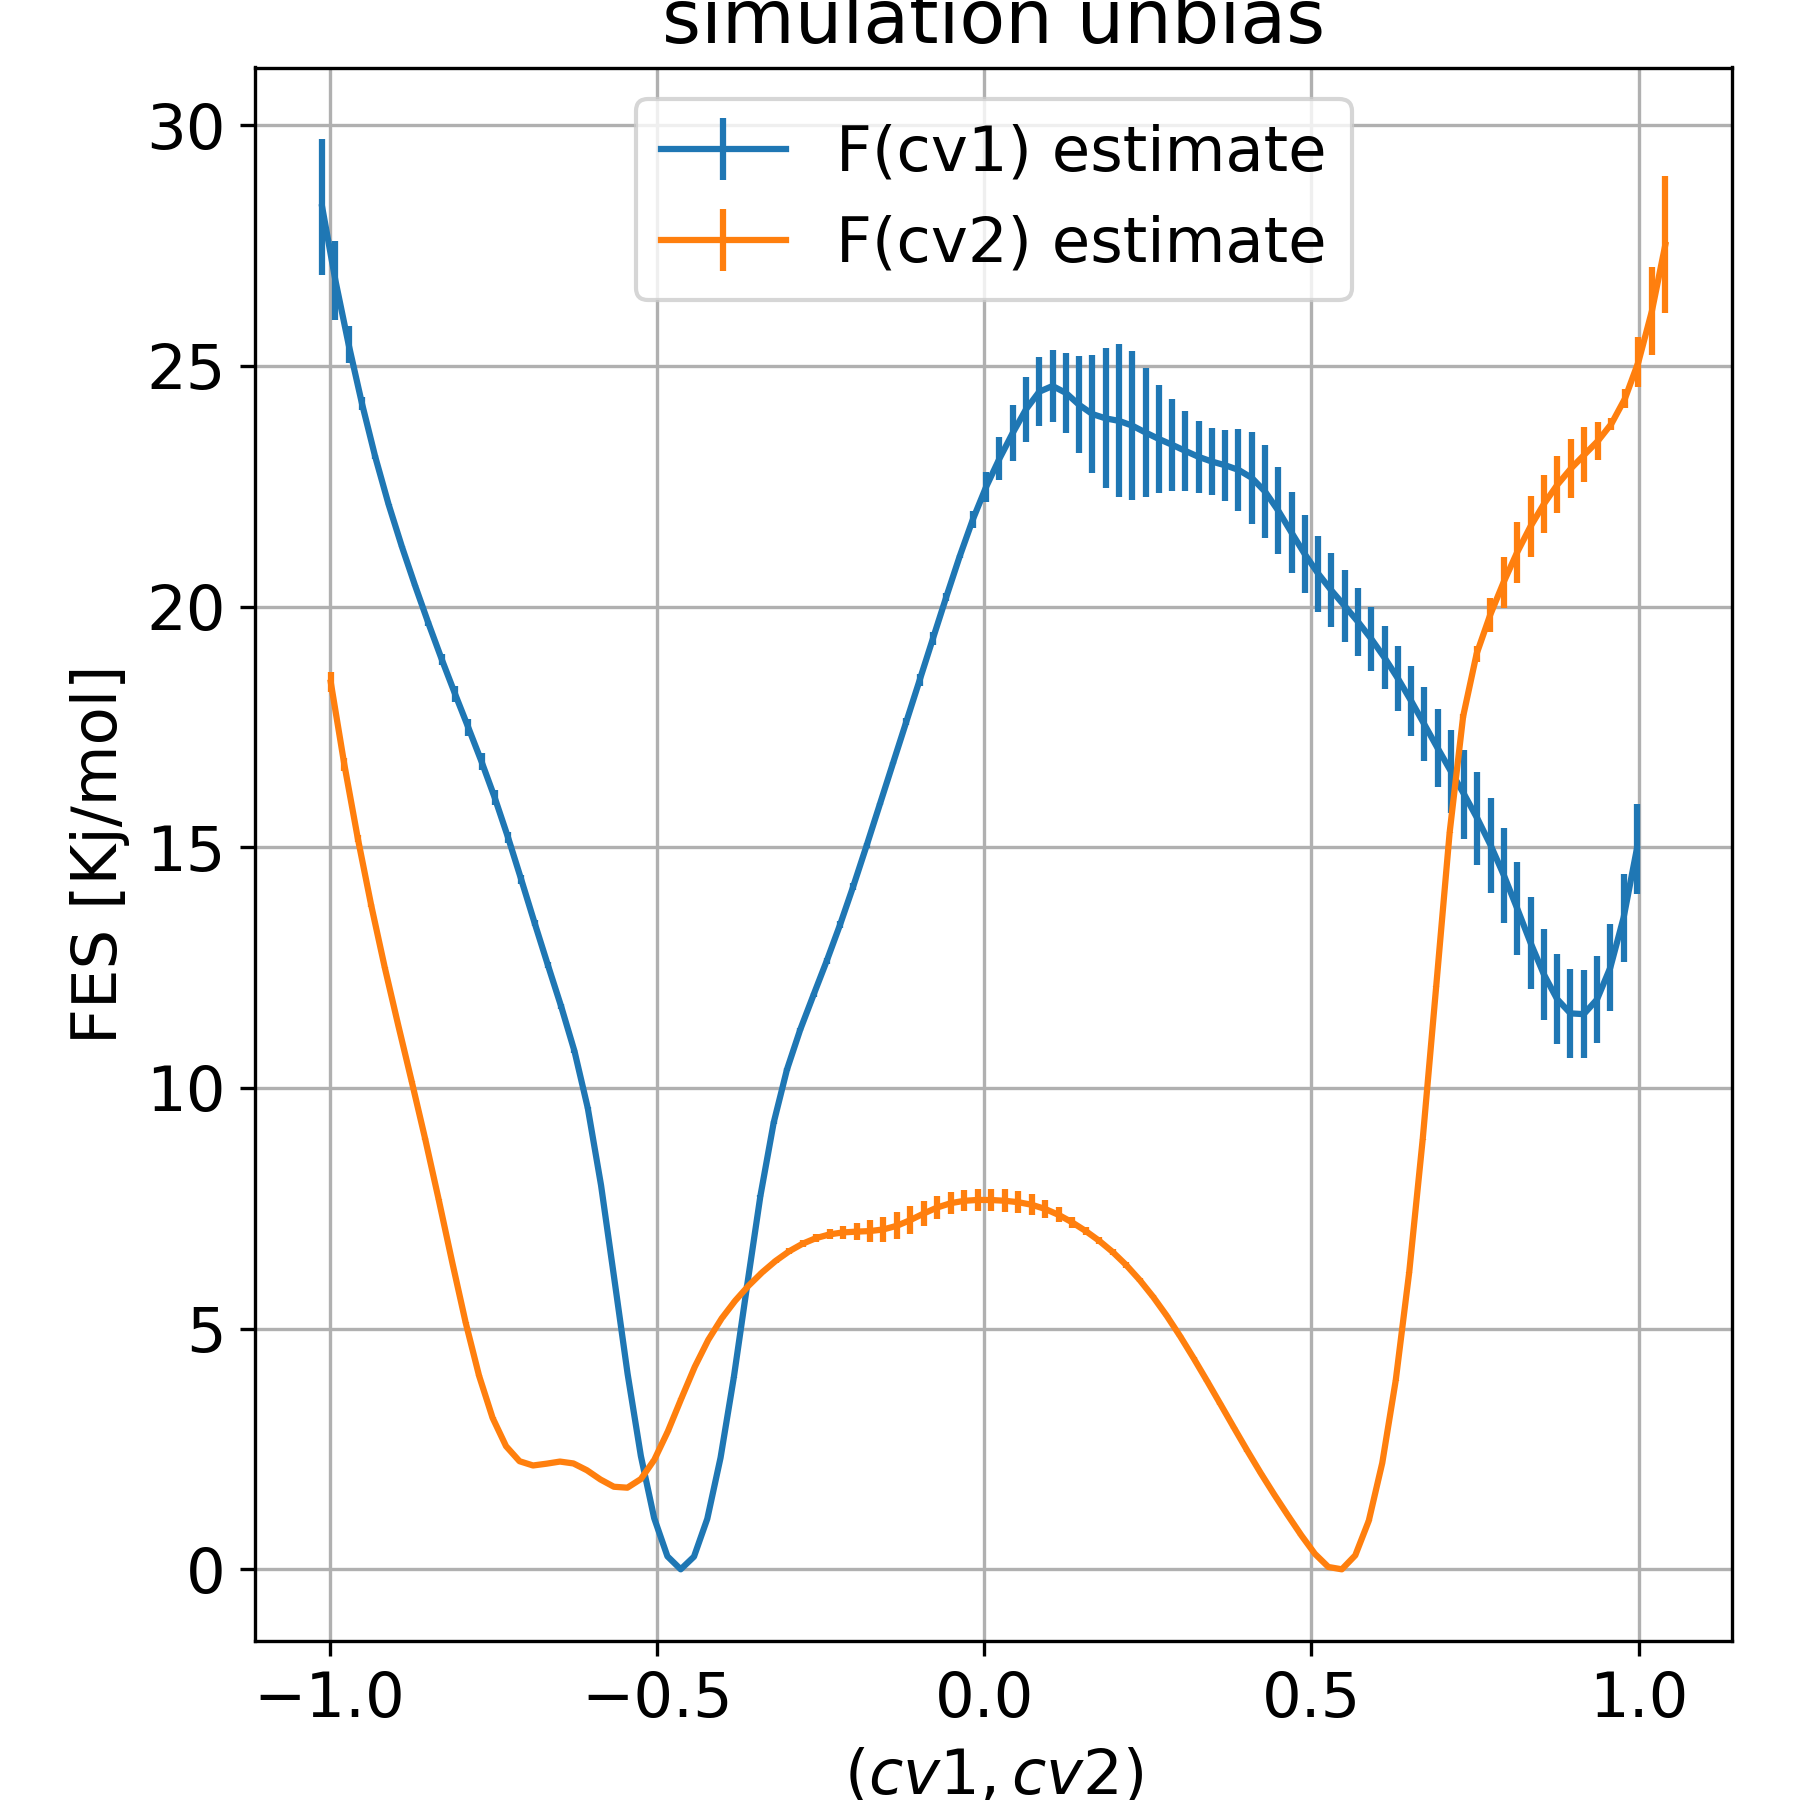 simulation unbias
F(cv1) estimate
F(cv2) estimate
FES [Kj/mol]
30
25
20
15
10
5
0
−1.0 −0.5 0.0 0.5 1.0
(cv1, cv2)